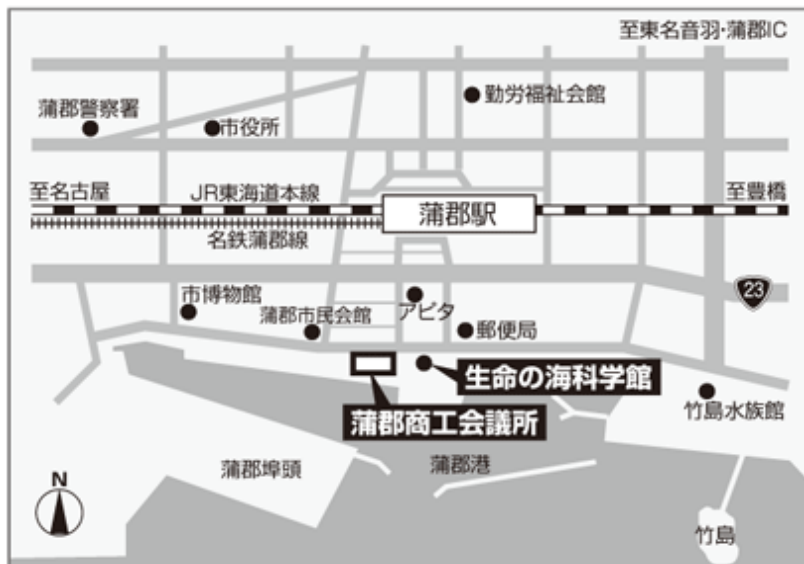 至東名音羽・蒲郡IC
勤労福祉会館
蒲郡警察署
市役所
至名古屋
JR東海道本線
蒲郡駅
至豊橋
名鉄蒲郡線
23
市博物館
アピタ
蒲郡市民会館
郵便局
生命の海科学館
竹島水族館
蒲郡商工会議所
蒲郡埠頭
蒲郡港
N
竹島